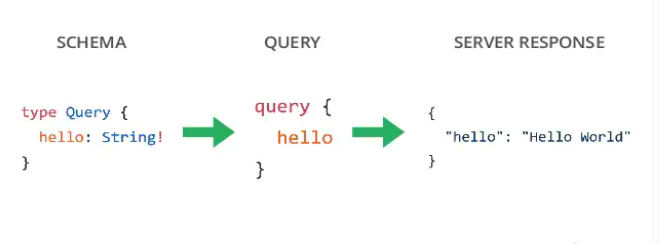 SCHEMA
QUERY
SERVER RESPONSE
type Query {
hello: String!
}
query {
hello
}
{
"hello": "Hello World"
}